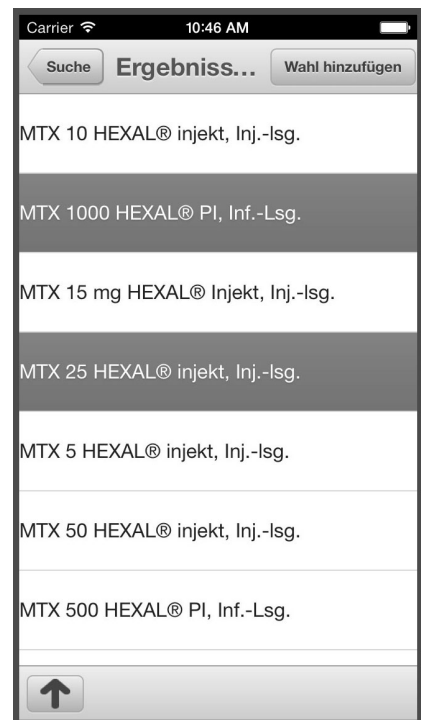 Carrier 10:46 AM
Suche Ergebniss... Wahl hinzufügen
MTX 10 HEXAL® injekt, Inj.-lsg.
MTX 1000 HEXAL® PI, Inf.-Lsg.
MTX 15 mg HEXAL® Injekt, Inj.-lsg.
MTX 25 HEXAL® injekt, Inj.-lsg.
MTX 5 HEXAL® injekt, Inj.-lsg.
MTX 50 HEXAL® injekt, Inj.-lsg.
MTX 500 HEXAL® PI, Inf.-Lsg.